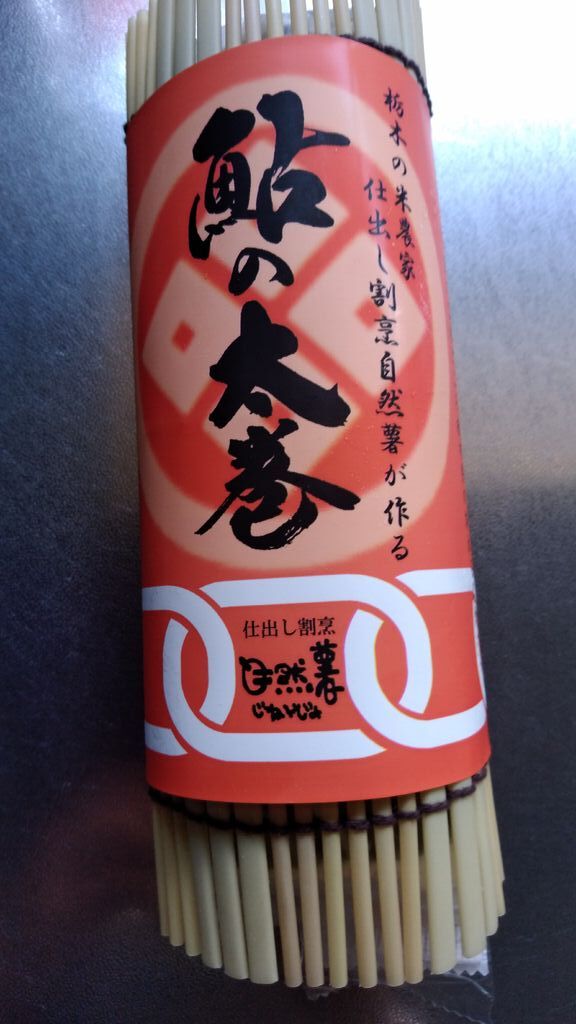 栃木の米農家
仕出し割烹自然薯が作る
鮎の太巻
仕出し割烹
自然薯
じねんじょ